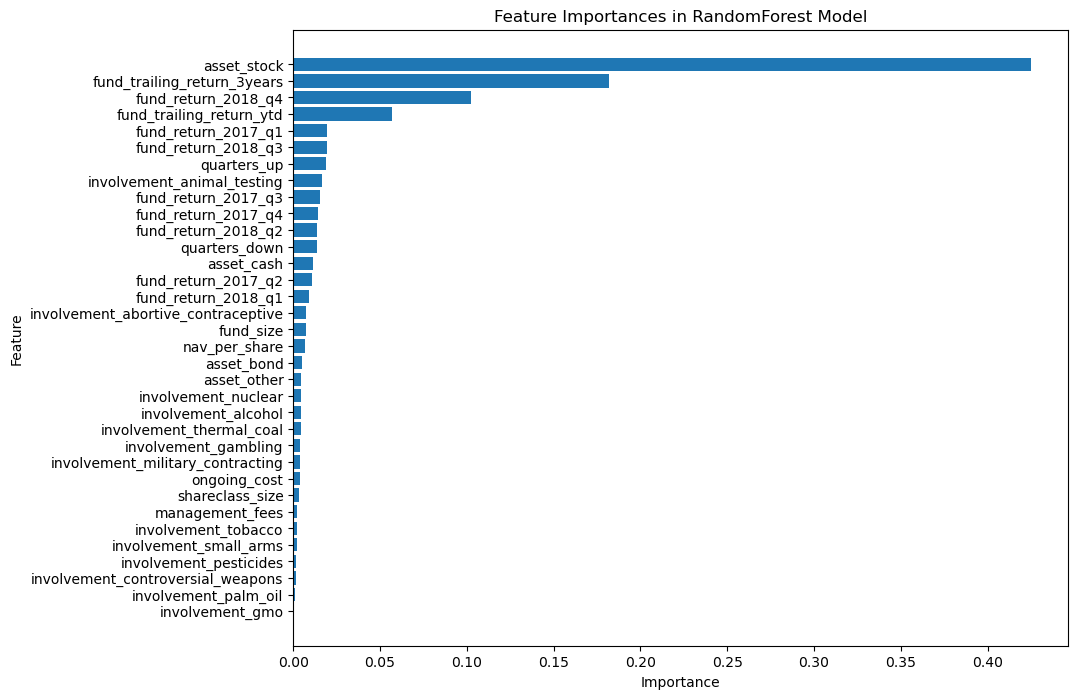 Feature Importances in RandomForest Model
asset_stock
fund_trailing_return_3years
fund_return_2018_q4
fund_trailing_return_ytd
fund_return_2017_q1
fund_return_2018_q3
quarters_up
involvement_animal_testing
fund_return_2017_q3
fund_return_2017_q4
fund_return_2018_q2
quarters_down
asset_cash
fund_return_2017_q2
fund_return_2018_q1
involvement_abortive_contraceptive
fund_size
nav_per_share
asset_bond
asset_other
involvement_nuclear
involvement_alcohol
involvement_thermal_coal
involvement_gambling
involvement_military_contracting
ongoing_cost
shareclass_size
management_fees
involvement_tobacco
involvement_small_arms
involvement_pesticides
involvement_controversial_weapons
involvement_palm_oil
involvement_gmo
Feature
0.00 0.05 0.10 0.15 0.20 0.25 0.30 0.35 0.40
Importance